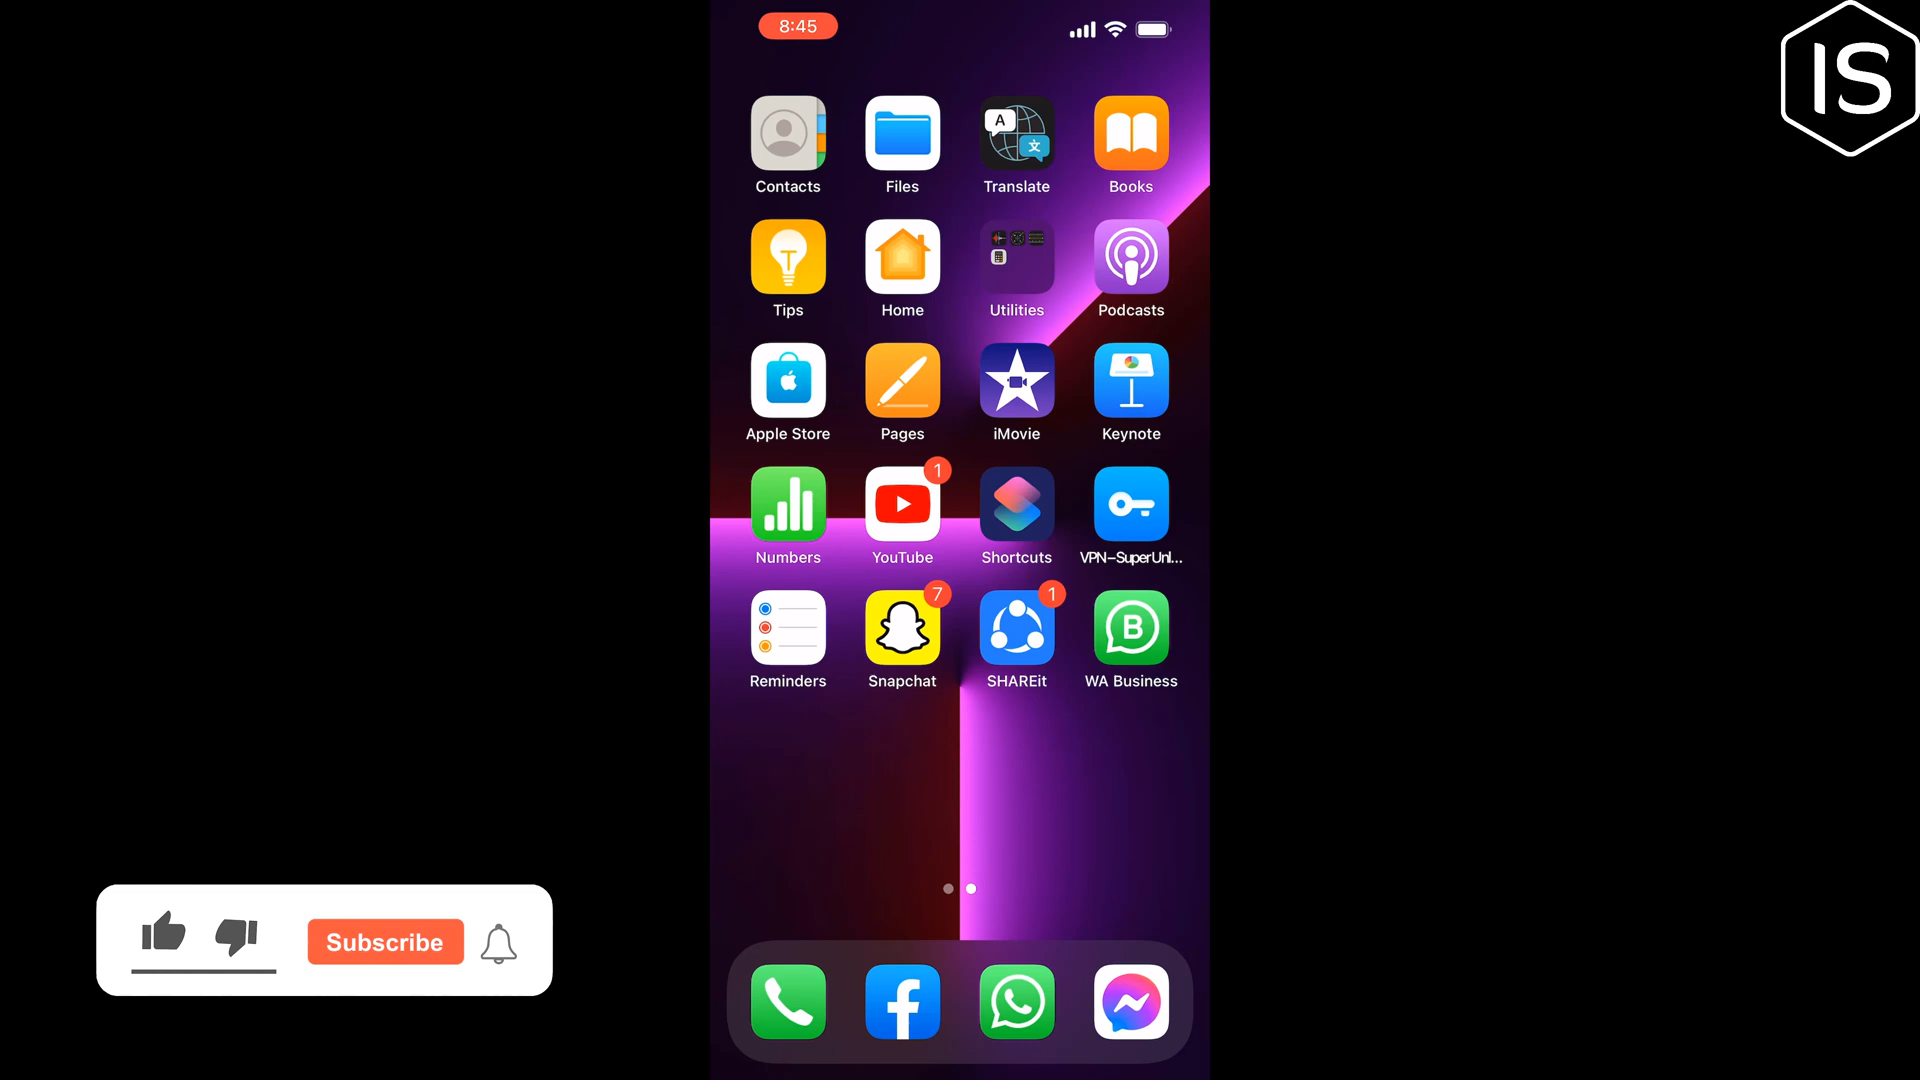 8:45
IS
A
文
Contacts
Files
Translate
Books
T
Tips
Home
Utilities
Podcasts
Apple Store
Pages
iMovie
Keynote
1
Numbers
YouTube
Shortcuts
VPN-SuperUnl...
7
1
B
Reminders
Snapchat
SHAREit
WA Business
Subscribe